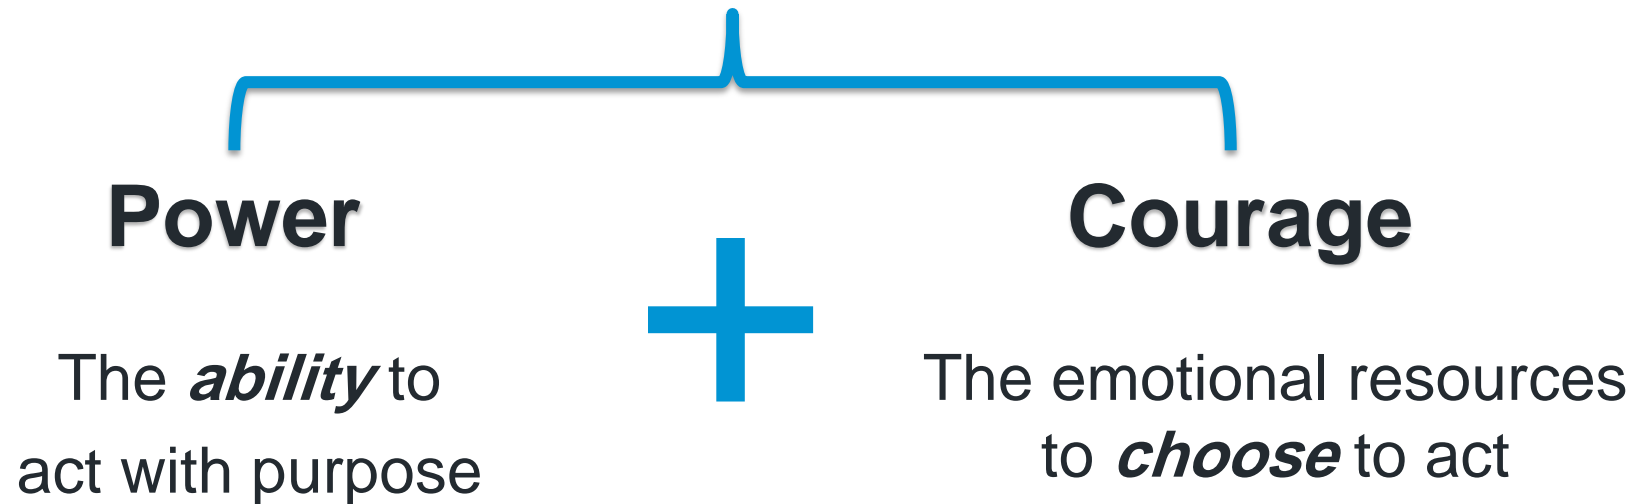 Power
Courage
The ability to
act with purpose
The emotional resources
to choose to act